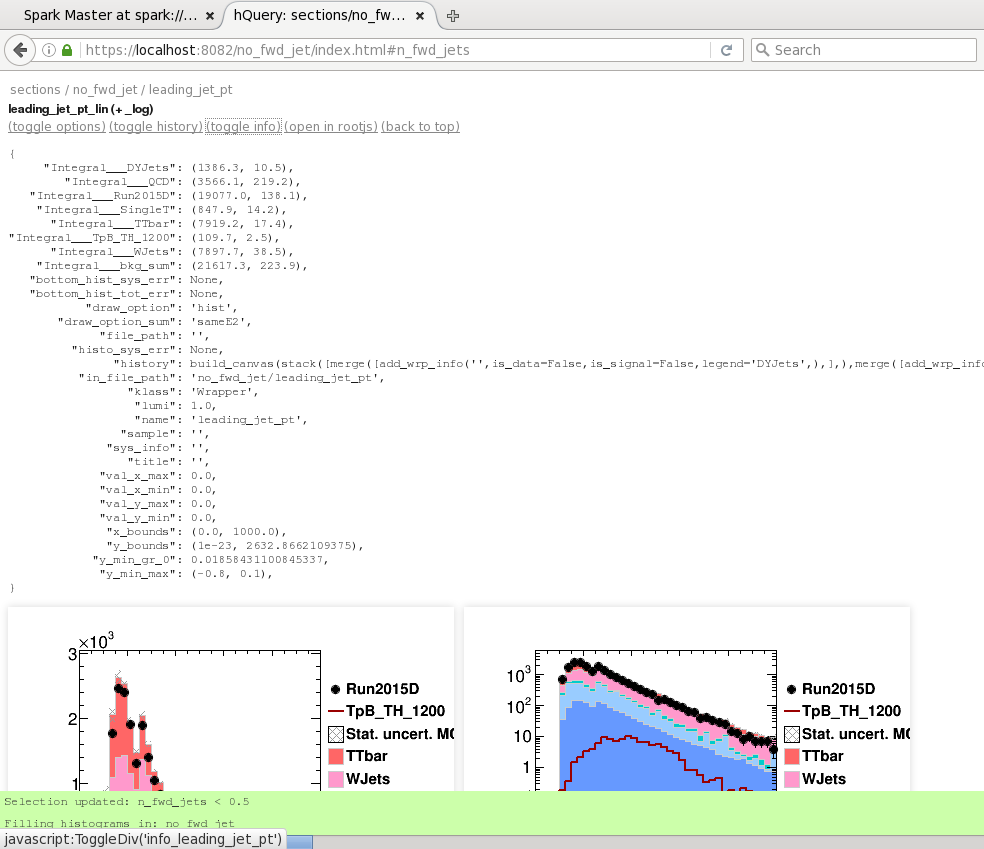 Spark Master at spark://... ×
hQuery: sections/no_fw... ×
https://localhost:8082/no_fwd_jet/index.html#n_fwd_jets
Search
sections / no_fwd_jet / leading_jet_pt
leading_jet_pt_lin (+ _log)
(toggle options) (toggle history) (toggle info) (open in rootjs) (back to top)
{
"Integral___DYJets": (1386.3, 10.5),
"Integral___QCD": (3566.1, 219.2),
"Integral___Run2015D": (19077.0, 138.1),
"Integral___SingleT": (847.9, 14.2),
"Integral___TTbar": (7919.2, 17.4),
"Integral___TpB_TH_1200": (109.7, 2.5),
"Integral___WJets": (7897.7, 38.5),
"Integral___bkg_sum": (21617.3, 223.9),
"bottom_hist_sys_err": None,
"bottom_hist_tot_err": None,
"draw_option": 'hist',
"draw_option_sum": 'sameE2',
"file_path": '',
"histo_sys_err": None,
"history": build_canvas(stack([merge([add_wrp_info('',is_data=False,is_signal=False,legend='DYJets',),],),merge([add_wrp_info
"in_file_path": 'no_fwd_jet/leading_jet_pt',
"klass": 'Wrapper',
"lumi": 1.0,
"name": 'leading_jet_pt',
"sample": '',
"sys_info": '',
"title": '',
"val_x_max": 0.0,
"val_x_min": 0.0,
"val_y_max": 0.0,
"val_y_min": 0.0,
"x_bounds": (0.0, 1000.0),
"y_bounds": (1e-23, 2632.8662109375),
"y_min_gr_0": 0.01858431100845337,
"y_min_max": (-0.8, 0.1),
}
×10³
3
2
1
Run2015D
TpB_TH_1200
Stat. uncert. MC
TTbar
WJets
10³
10²
10
1
Run2015D
TpB_TH_1200
Stat. uncert. MC
TTbar
WJets
Selection updated: n_fwd_jets < 0.5
Filling histograms in: no_fwd_jet
javascript:ToggleDiv('info_leading_jet_pt')